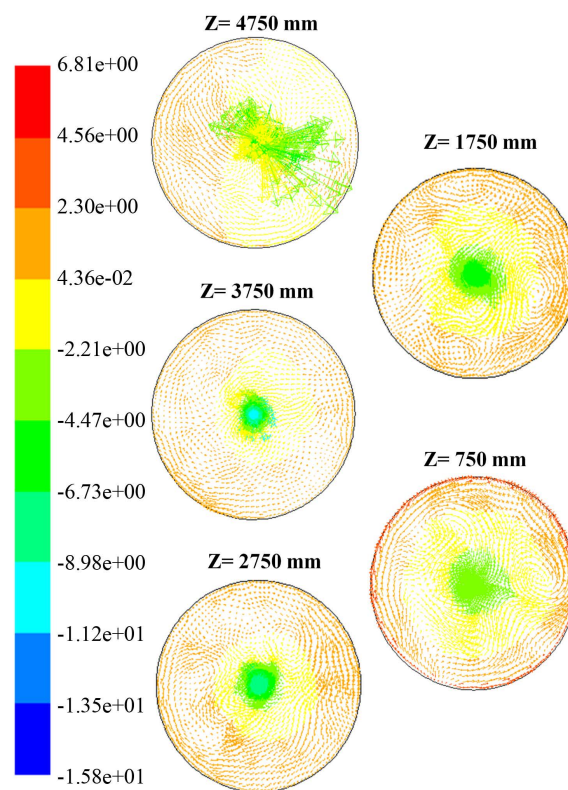 Z= 4750 mm
6.81e+00
4.56e+00
2.30e+00
4.36e-02
-2.21e+00
-4.47e+00
-6.73e+00
-8.98e+00
-1.12e+01
-1.35e+01
-1.58e+01
Z= 1750 mm
Z= 3750 mm
Z= 750 mm
Z= 2750 mm